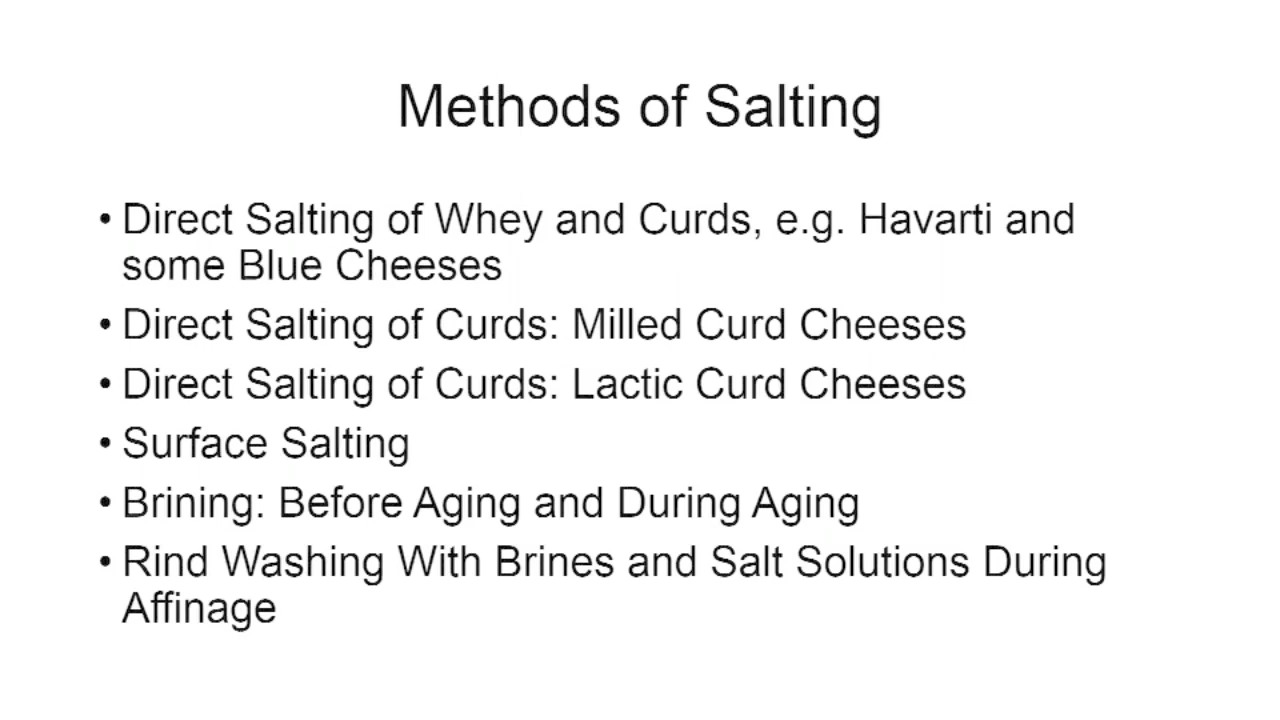 Methods of Salting
• Direct Salting of Whey and Curds, e.g. Havarti and
some Blue Cheeses
• Direct Salting of Curds: Milled Curd Cheeses
• Direct Salting of Curds: Lactic Curd Cheeses
• Surface Salting
• Brining: Before Aging and During Aging
• Rind Washing With Brines and Salt Solutions During
Affinage